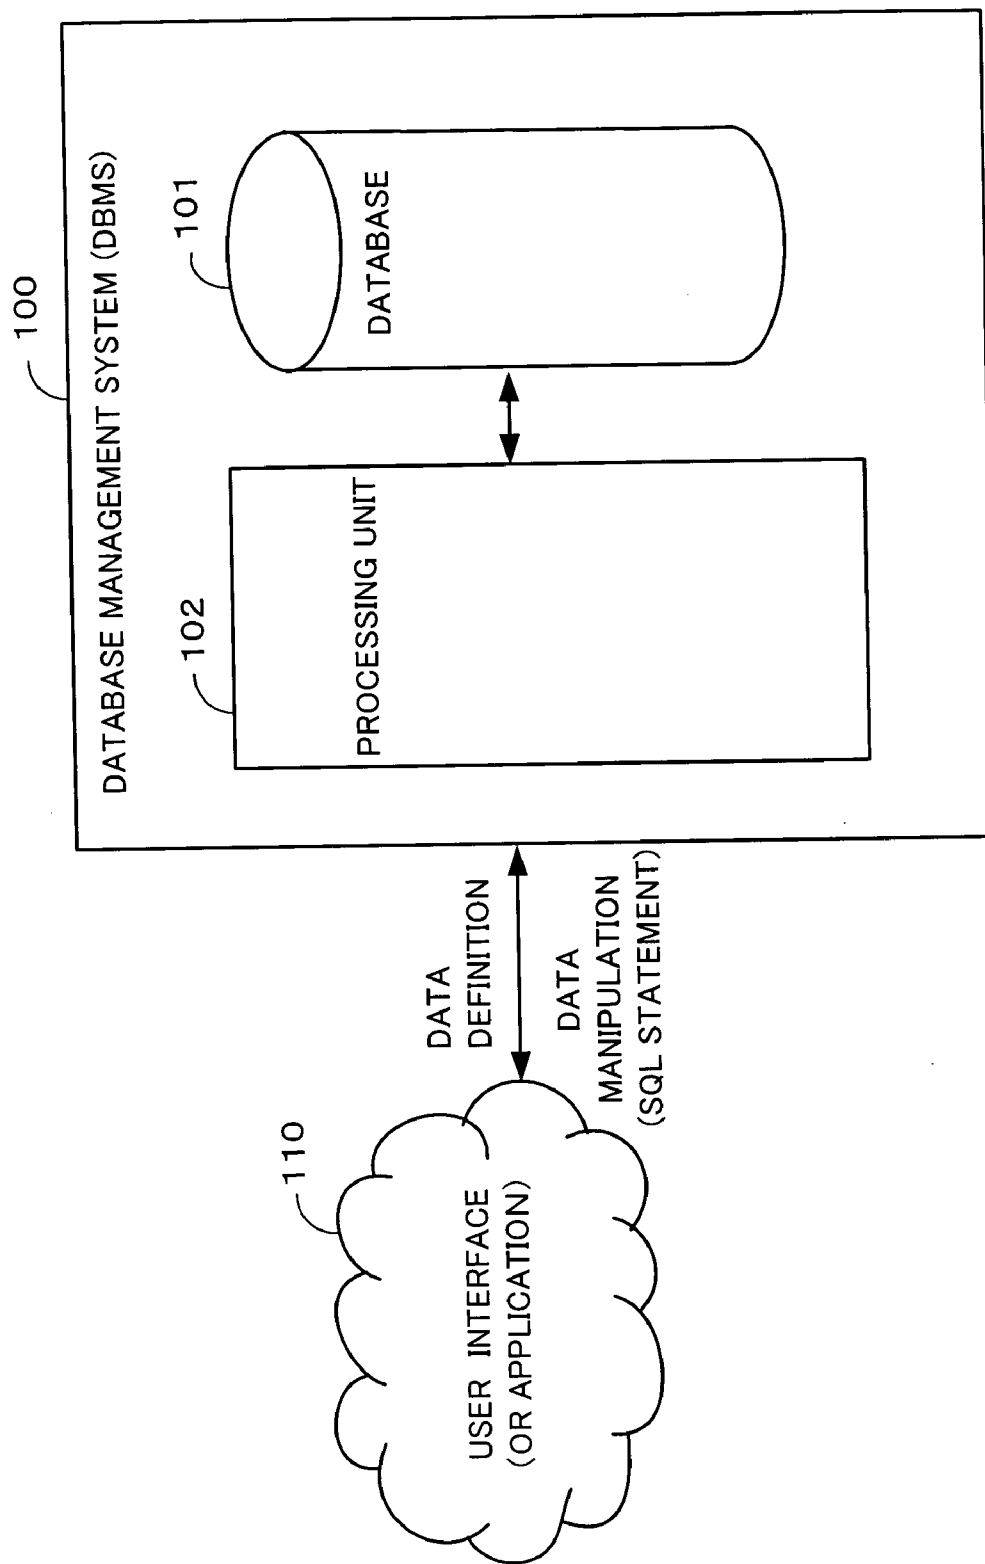 100
DATABASE MANAGEMENT SYSTEM (DBMS)
102
101
PROCESSING UNIT
DATABASE
110
USER INTERFACE
(OR APPLICATION)
DATA
DEFINITION
DATA
MANIPULATION
(SQL STATEMENT)